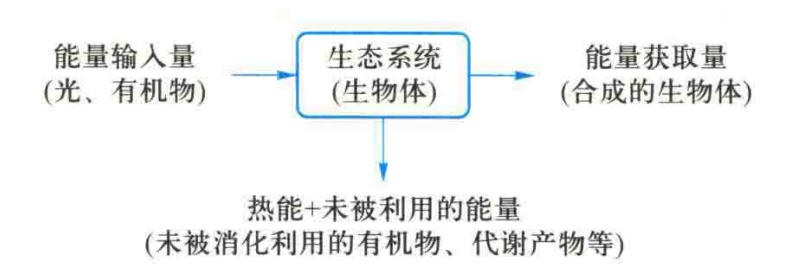 能量输入量
(光、有机物)
生态系统
(生物体)
能量获取量
(合成的生物体)
热能+未被利用的能量
(未被消化利用的有机物、代谢产物等)